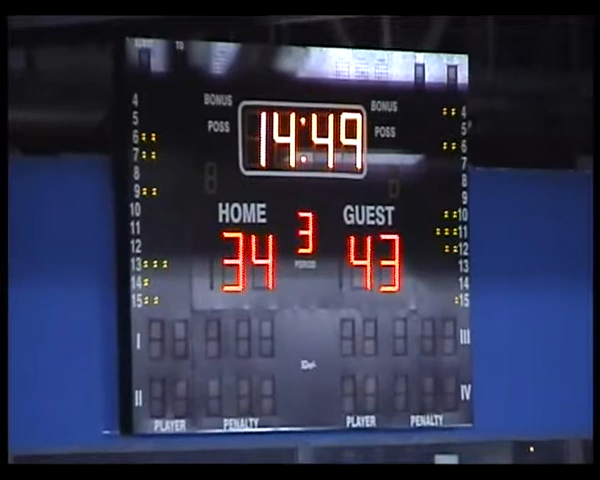 BONUS BONUS
POSS 14:49 POSS
HOME 3 GUEST
34 PERIOD 43
4 4
5 5
6 6
7 7
8 8
9 9
10 10
11 11
12 12
13 13
14 14
15 15
I III
II IV
PLAYER PENALTY PLAYER PENALTY